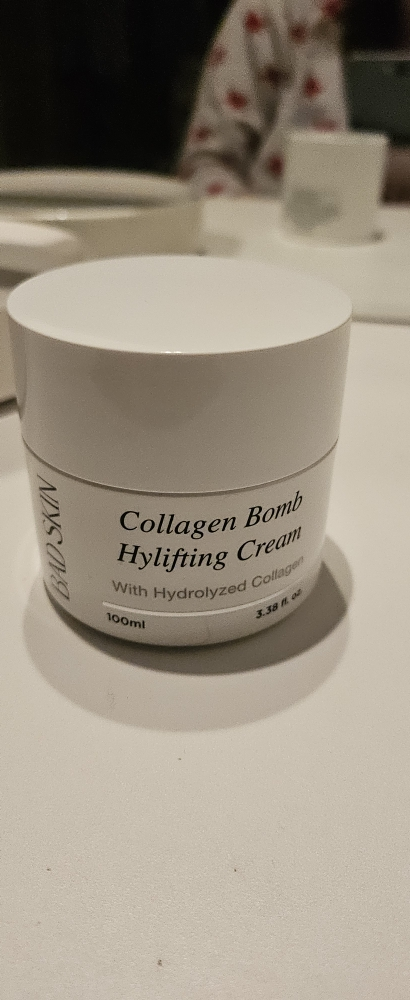 BAD SKIN
Collagen Bomb
Hylifting Cream
With Hydrolyzed Collagen
100ml
3.38 fl. oz.